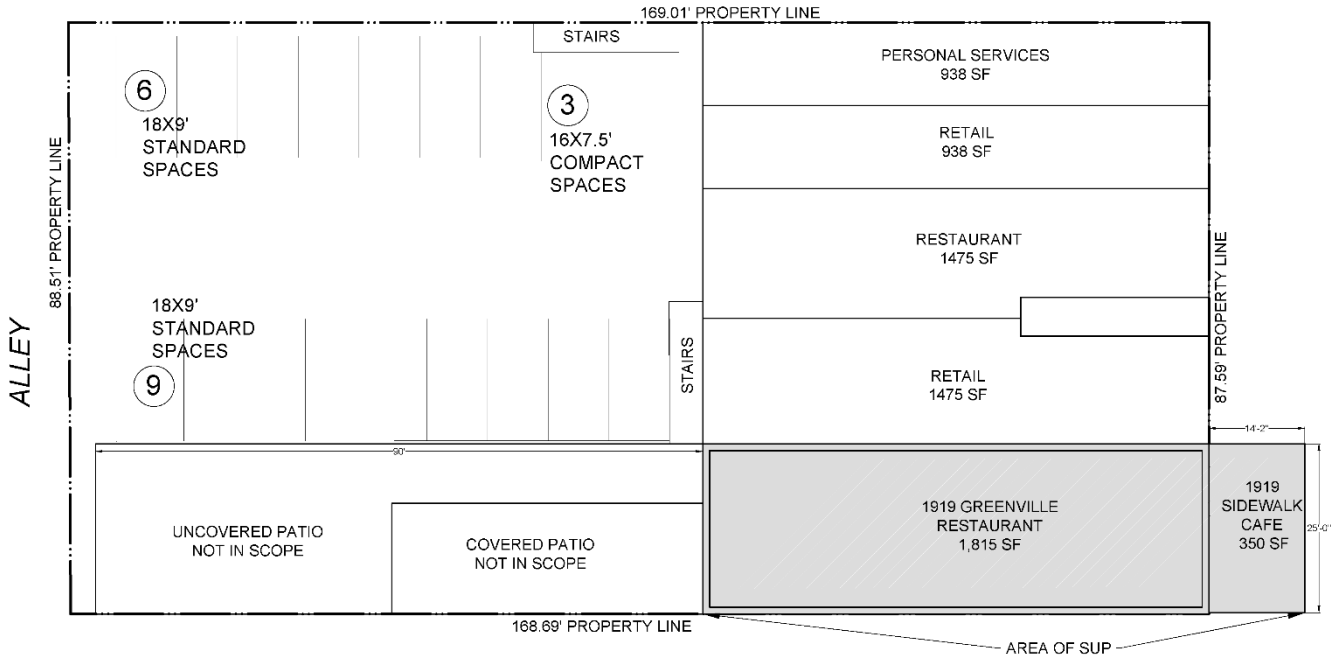 169.01' PROPERTY LINE
STAIRS
6
18X9'
STANDARD
SPACES
3
16X7.5'
COMPACT
SPACES
PERSONAL SERVICES
938 SF
RETAIL
938 SF
RESTAURANT
1475 SF
88.51' PROPERTY LINE
ALLEY
18X9'
STANDARD
SPACES
9
STAIRS
RETAIL
1475 SF
87.59' PROPERTY LINE
14'-2"
90'
UNCOVERED PATIO
NOT IN SCOPE
COVERED PATIO
NOT IN SCOPE
1919 GREENVILLE
RESTAURANT
1,815 SF
1919
SIDEWALK
CAFE
350 SF
25'-0"
168.69' PROPERTY LINE
AREA OF SUP